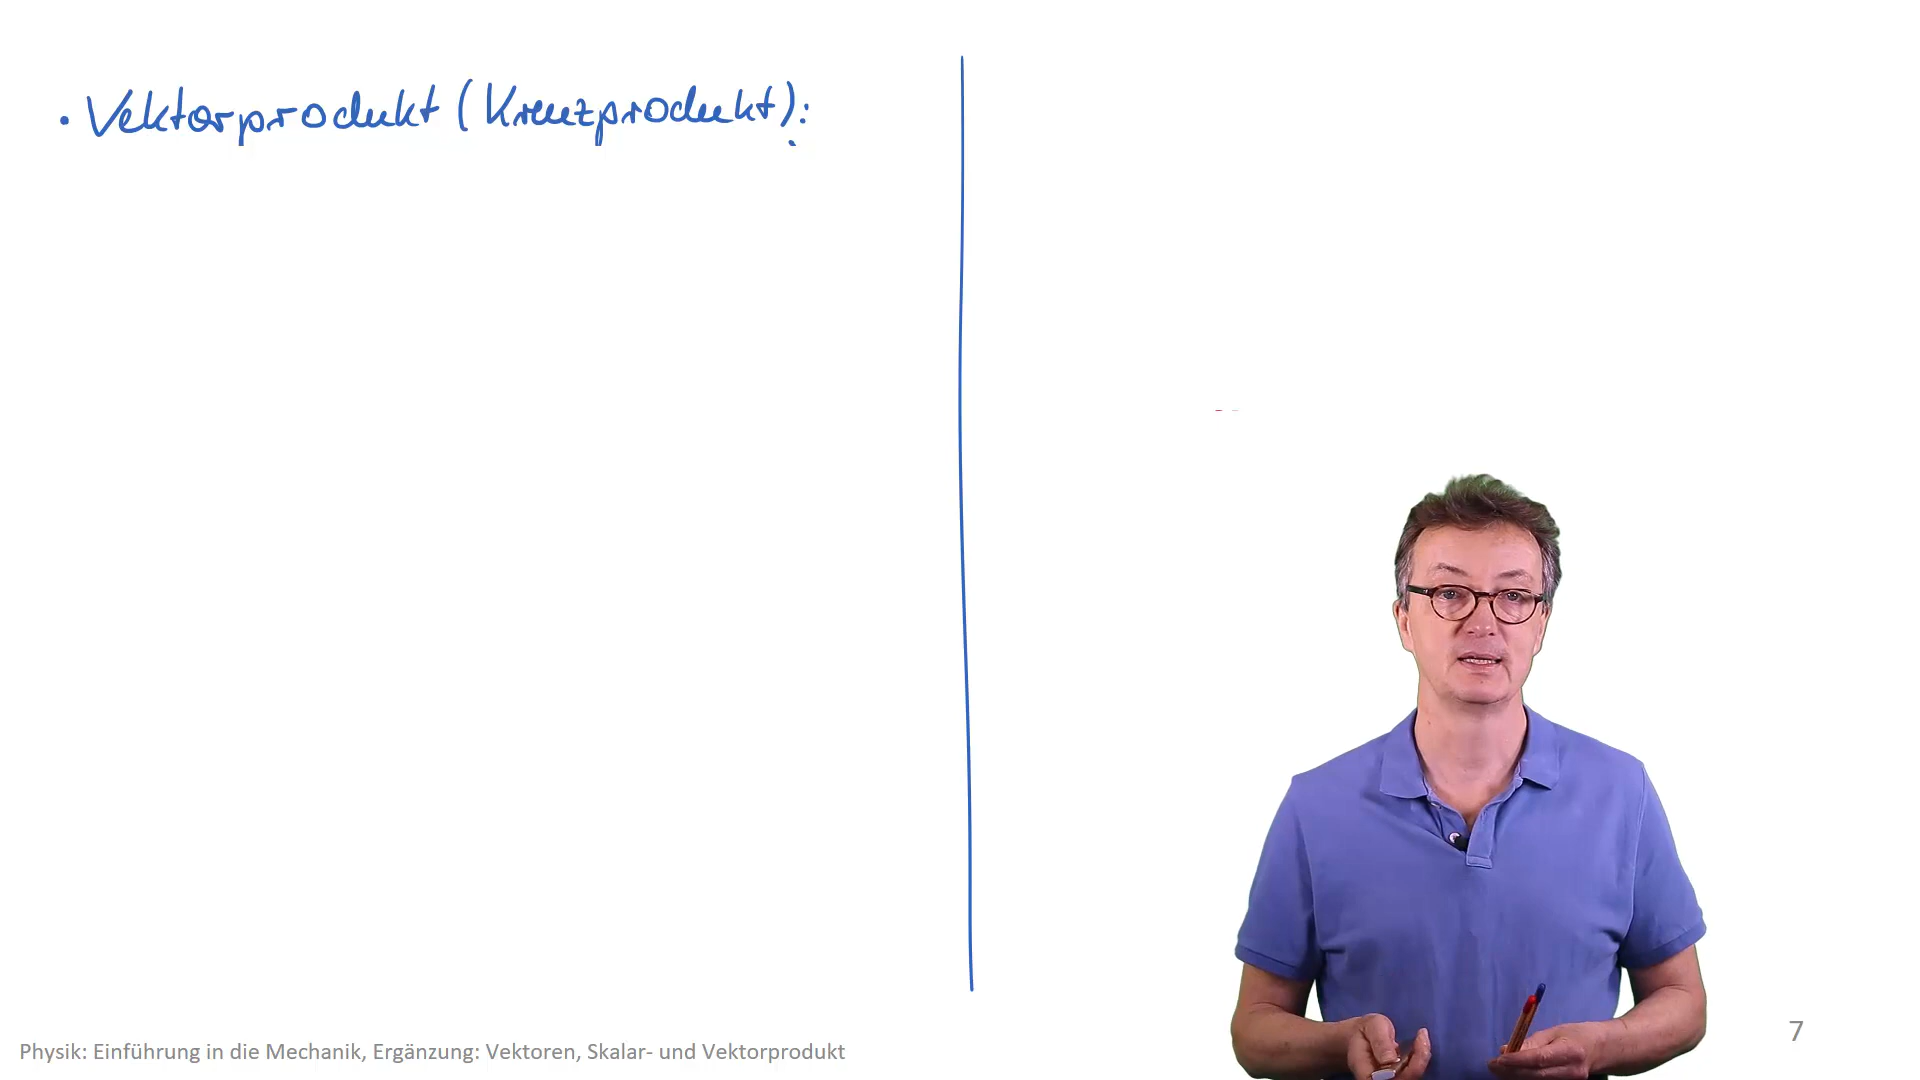 • Vektorprodukt (Kreuzprodukt):
Physik: Einführung in die Mechanik, Ergänzung: Vektoren, Skalar- und Vektorprodukt
7